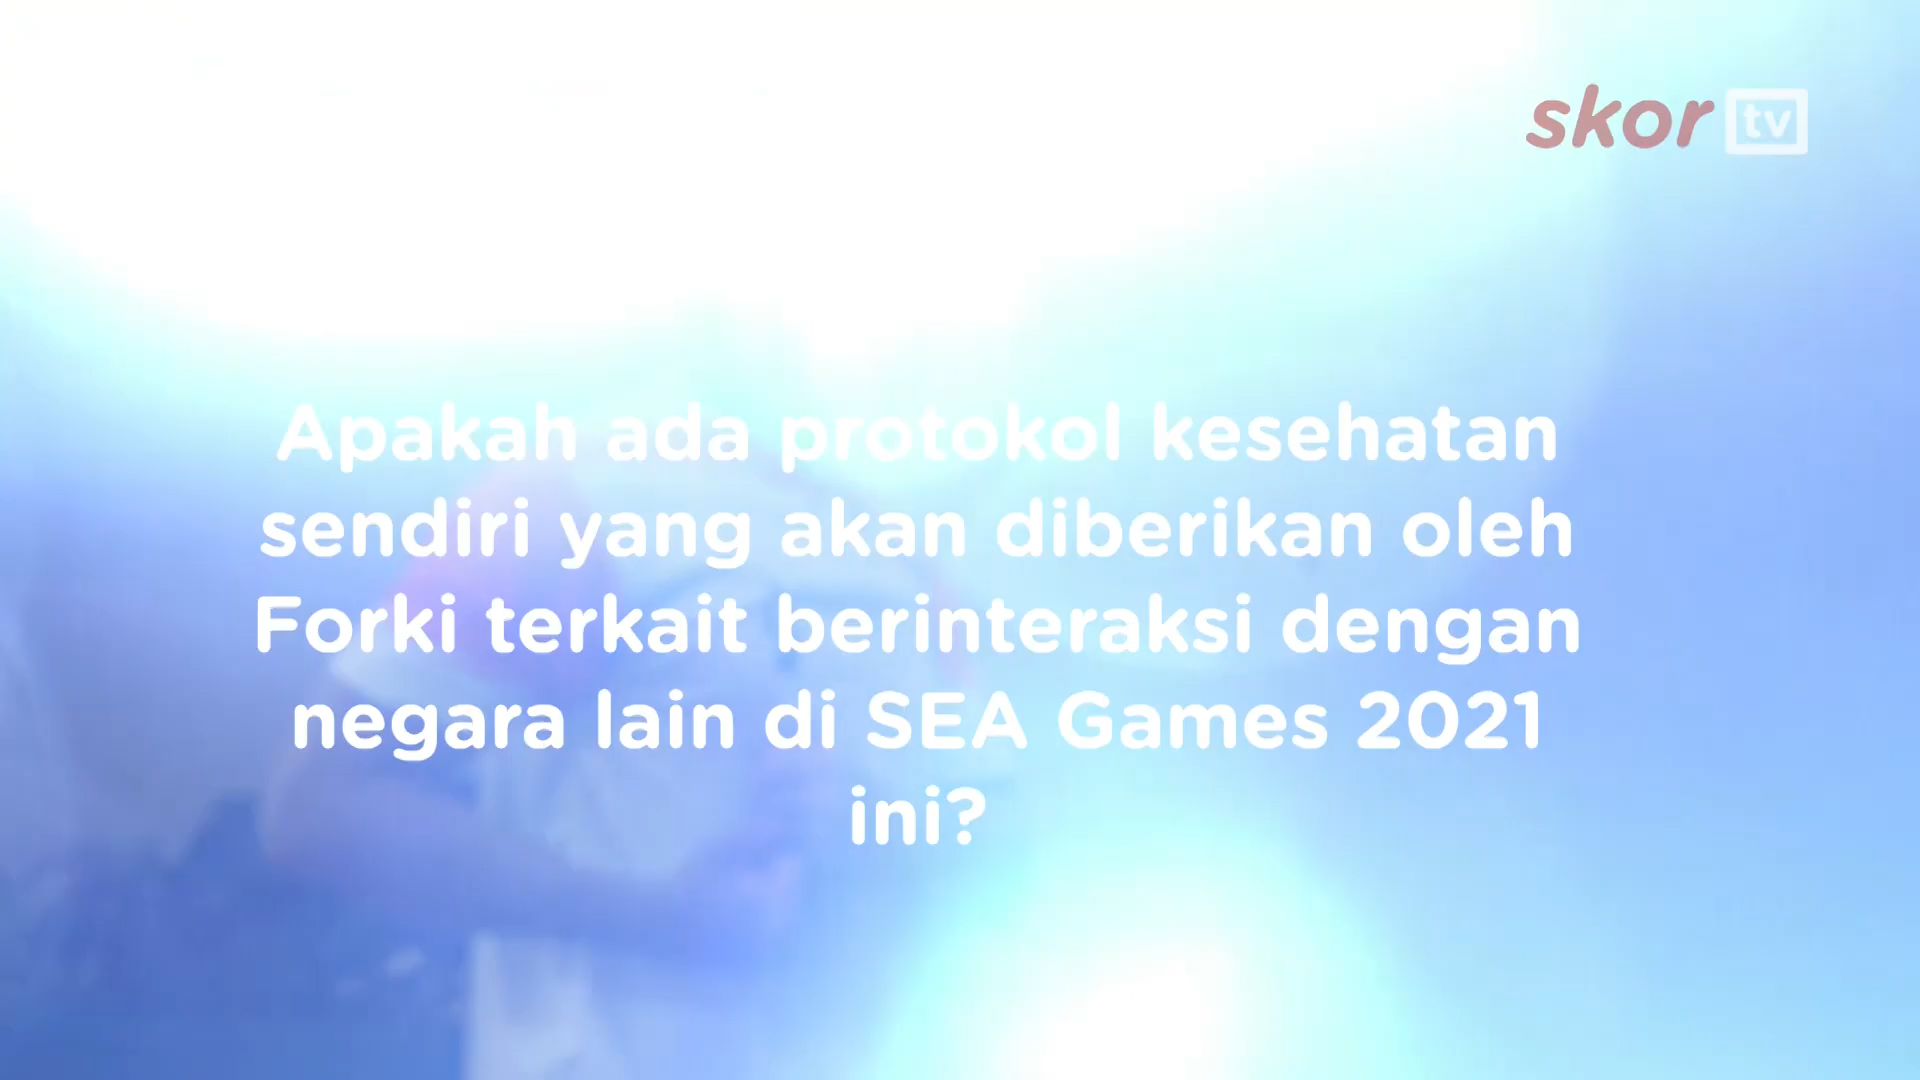 skor tv
Apakah ada protokol kesehatan
sendiri yang akan diberikan oleh
Forki terkait berinteraksi dengan
negara lain di SEA Games 2021
ini?